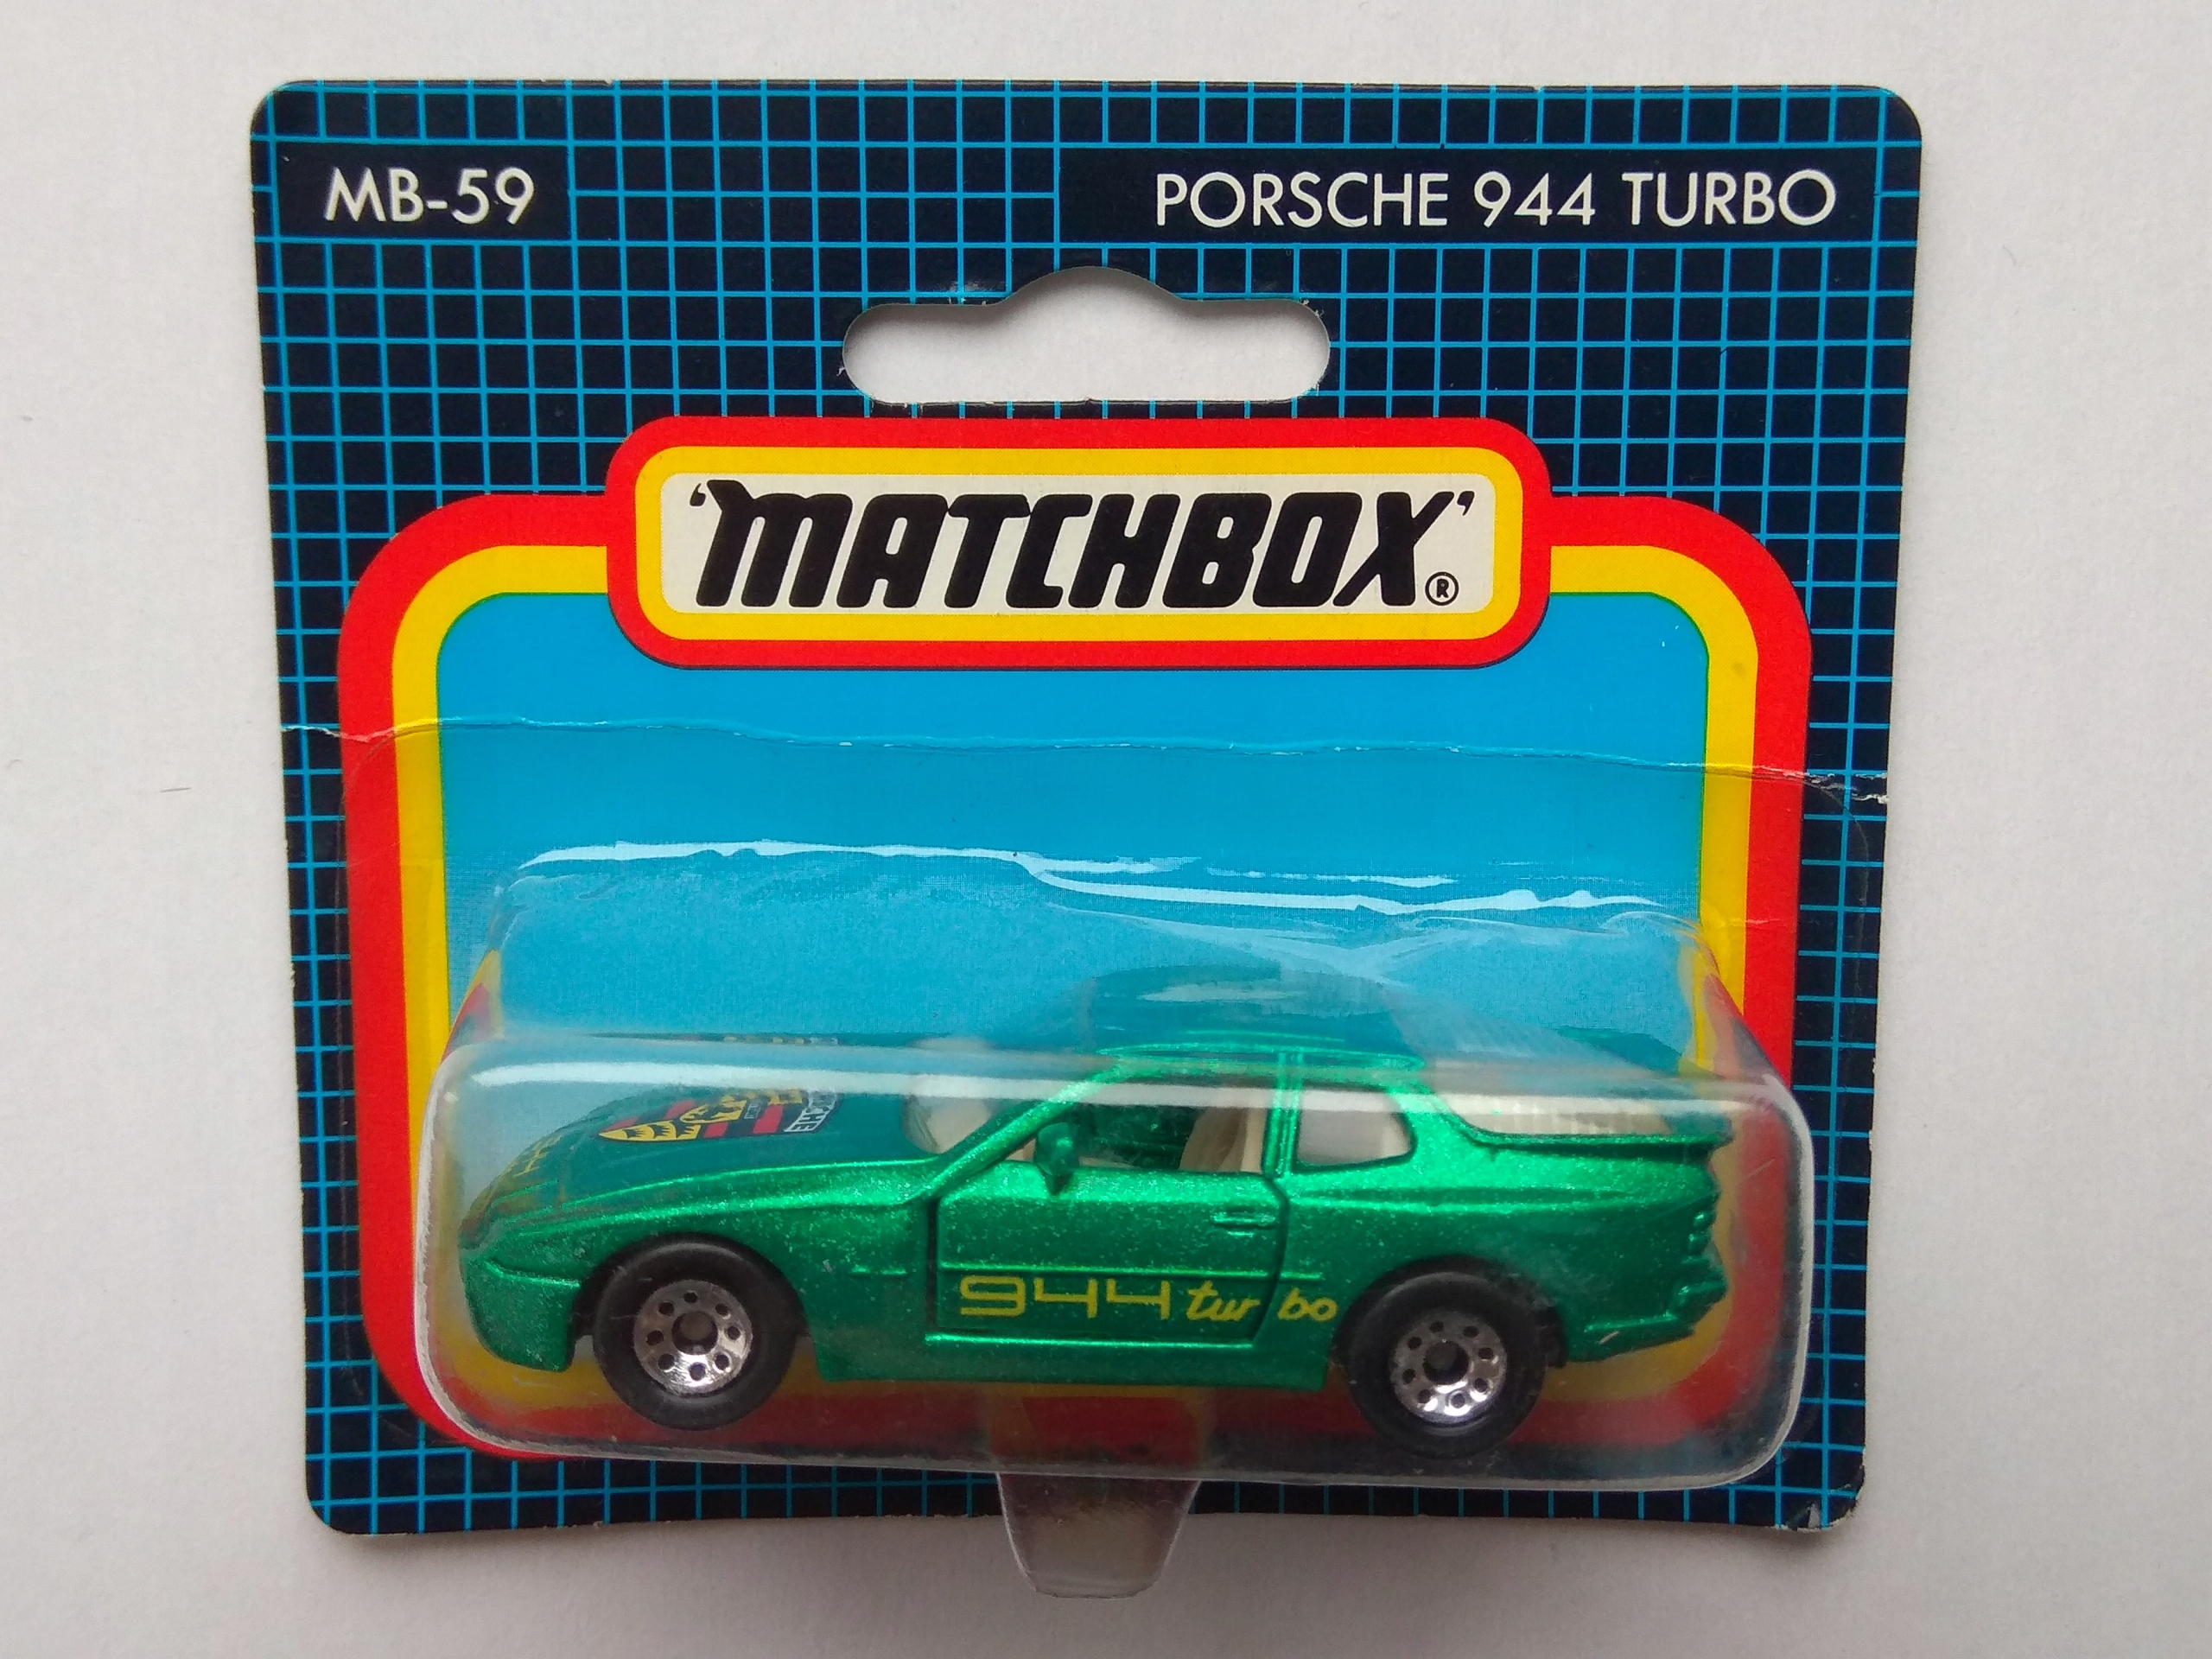 MB-59
PORSCHE 944 TURBO
'MATCHBOX'®
944 turbo